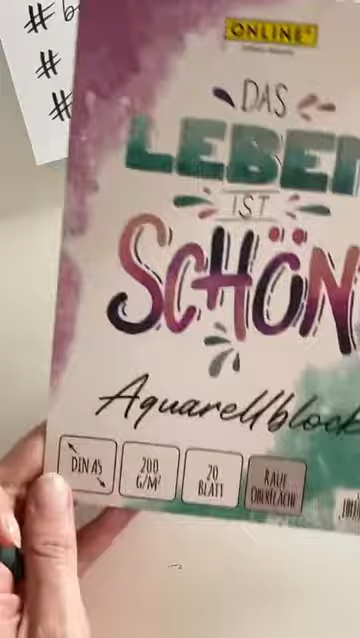 #
#
#
ONLINE
DAS
LEBEN
IST
SCHÖN
Aquarellblock
DIN A5
200
G/M²
20
BLATT
RAUE
OBERFLÄCHE